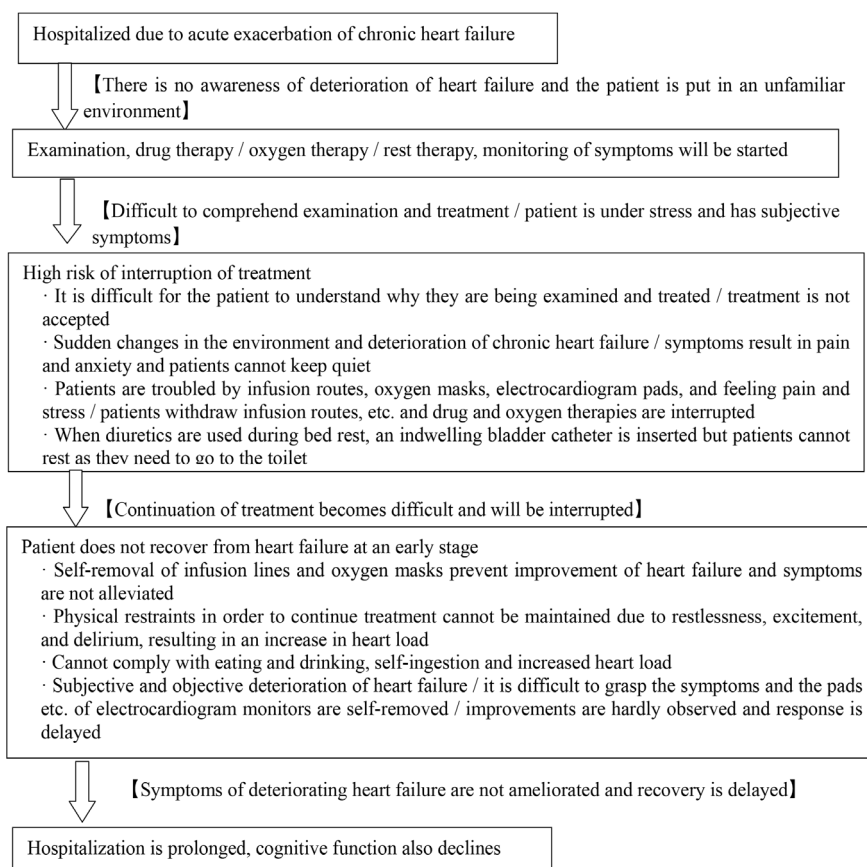 Hospitalized due to acute exacerbation of chronic heart failure
【There is no awareness of deterioration of heart failure and the patient is put in an unfamiliar
environment】
Examination, drug therapy / oxygen therapy / rest therapy, monitoring of symptoms will be started
【Difficult to comprehend examination and treatment / patient is under stress and has subjective
symptoms】
High risk of interruption of treatment
· It is difficult for the patient to understand why they are being examined and treated / treatment is not
accepted
· Sudden changes in the environment and deterioration of chronic heart failure / symptoms result in pain
and anxiety and patients cannot keep quiet
· Patients are troubled by infusion routes, oxygen masks, electrocardiogram pads, and feeling pain and
stress / patients withdraw infusion routes, etc. and drug and oxygen therapies are interrupted
· When diuretics are used during bed rest, an indwelling bladder catheter is inserted but patients cannot
rest as they need to go to the toilet
【Continuation of treatment becomes difficult and will be interrupted】
Patient does not recover from heart failure at an early stage
· Self-removal of infusion lines and oxygen masks prevent improvement of heart failure and symptoms
are not alleviated
· Physical restraints in order to continue treatment cannot be maintained due to restlessness, excitement,
and delirium, resulting in an increase in heart load
· Cannot comply with eating and drinking, self-ingestion and increased heart load
· Subjective and objective deterioration of heart failure / it is difficult to grasp the symptoms and the pads
etc. of electrocardiogram monitors are self-removed / improvements are hardly observed and response is
delayed
【Symptoms of deteriorating heart failure are not ameliorated and recovery is delayed】
Hospitalization is prolonged, cognitive function also declines